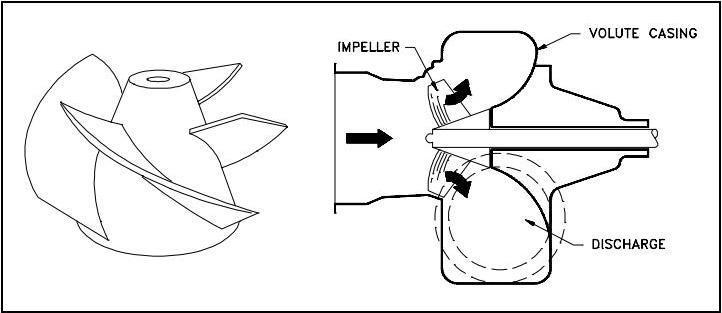 VOLUTE CASING
IMPELLER
DISCHARGE